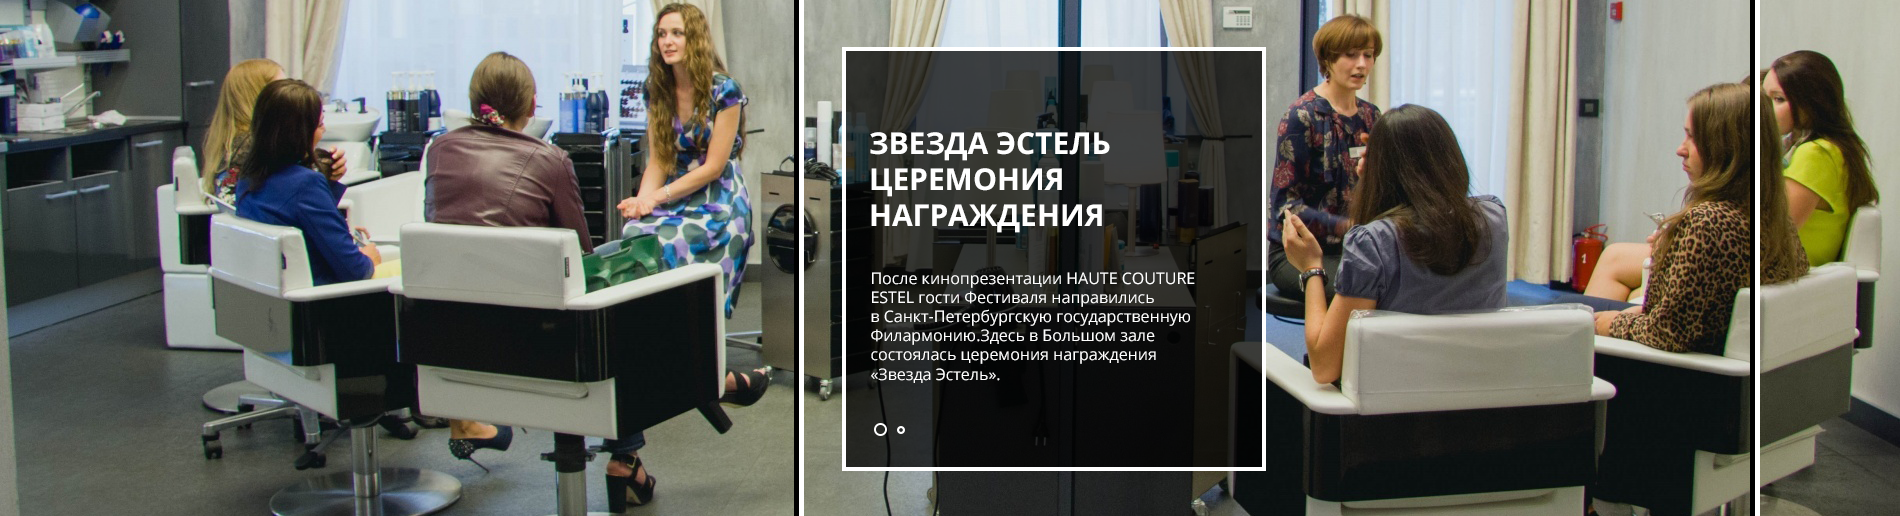 ЗВЕЗДА ЭСТЕЛЬ
ЦЕРЕМОНИЯ
НАГРАЖДЕНИЯ
После кинопрезентации HAUTE COUTURE
ESTEL гости Фестиваля направились
в Санкт-Петербургскую государственную
Филармонию.Здесь в Большом зале
состоялась церемония награждения
«Звезда Эстель».
1